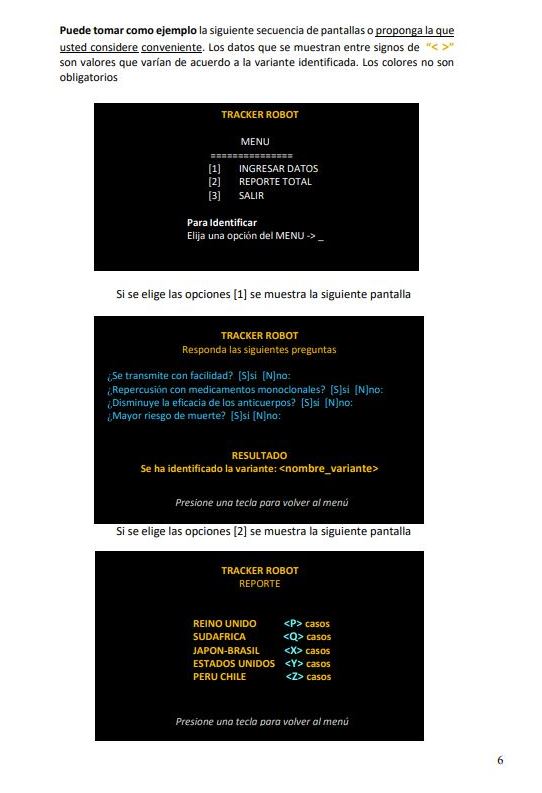 Puede tomar como ejemplo la siguiente secuencia de pantallas o proponga la que
usted considere conveniente. Los datos que se muestran entre signos de “< >”
son valores que varían de acuerdo a la variante identificada. Los colores no son
obligatorios
TRACKER ROBOT
MENU
===============
[1] INGRESAR DATOS
[2] REPORTE TOTAL
[3] SALIR
Para Identificar
Elija una opción del MENU -> _
Si se elige las opciones [1] se muestra la siguiente pantalla
TRACKER ROBOT
Responda las siguientes preguntas
¿Se transmite con facilidad? [S]si [N]no:
¿Repercusión con medicamentos monoclonales? [S]si [N]no:
¿Disminuye la eficacia de los anticuerpos? [S]si [N]no:
¿Mayor riesgo de muerte? [S]si [N]no:
RESULTADO
Se ha identificado la variante: <nombre_variante>
Presione una tecla para volver al menú
Si se elige las opciones [2] se muestra la siguiente pantalla
TRACKER ROBOT
REPORTE
REINO UNIDO <P> casos
SUDAFRICA <Q> casos
JAPON-BRASIL <X> casos
ESTADOS UNIDOS <Y> casos
PERU CHILE <Z> casos
Presione una tecla para volver al menú
6